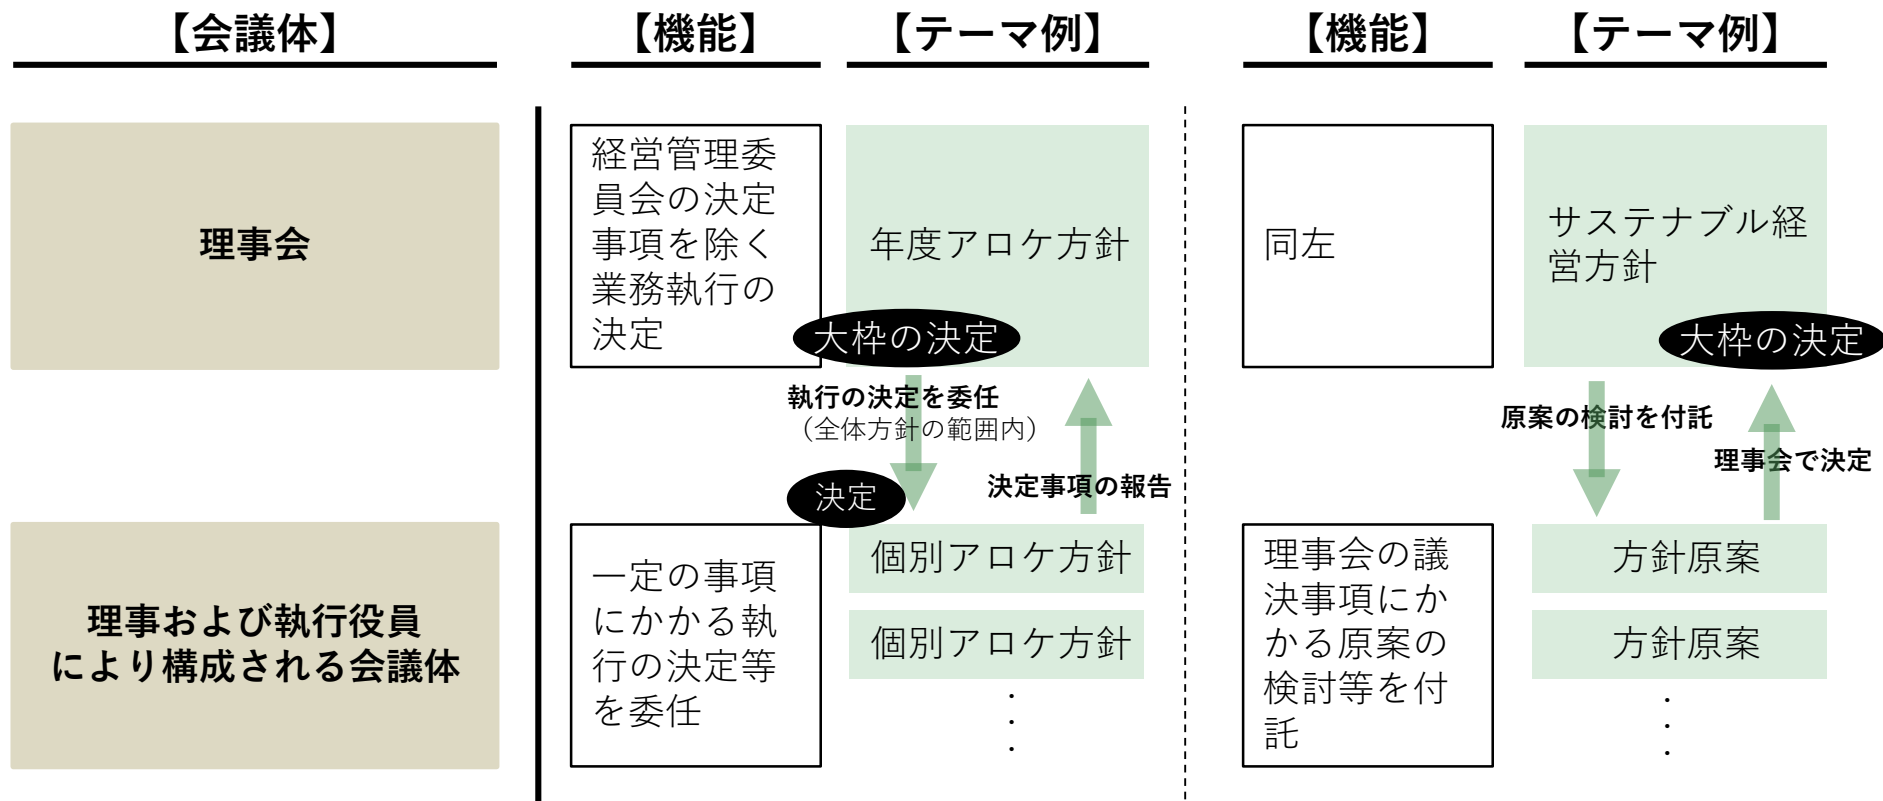 【会議体】
【機能】
【テーマ例】
【機能】
【テーマ例】
理事会
経営管理委
員会の決定
事項を除く
業務執行の
決定
年度アロケ方針
大枠の決定
同左
サステナブル経
営方針
大枠の決定
執行の決定を委任
（全体方針の範囲内）
決定事項の報告
決定
原案の検討を付託
理事会で決定
理事および執行役員
により構成される会議体
一定の事項
にかかる執
行の決定等
を委任
個別アロケ方針
個別アロケ方針
・
・
・
理事会の議
決事項にか
かる原案の
検討等を付
託
方針原案
方針原案
・
・
・